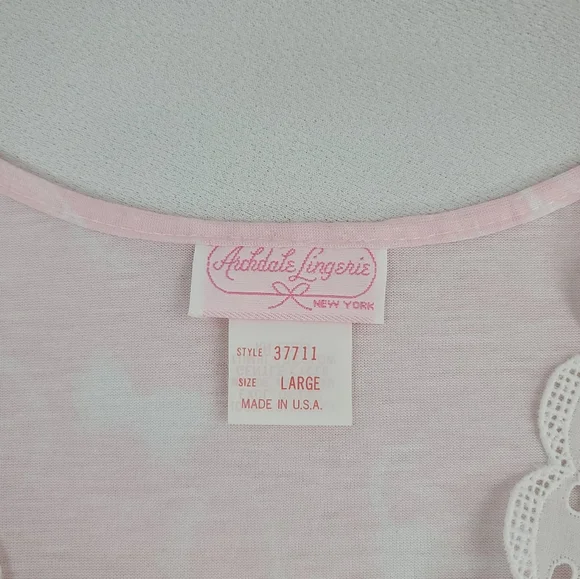 Archdale Lingerie
NEW YORK
STYLE 37711
SIZE LARGE
MADE IN U.S.A.